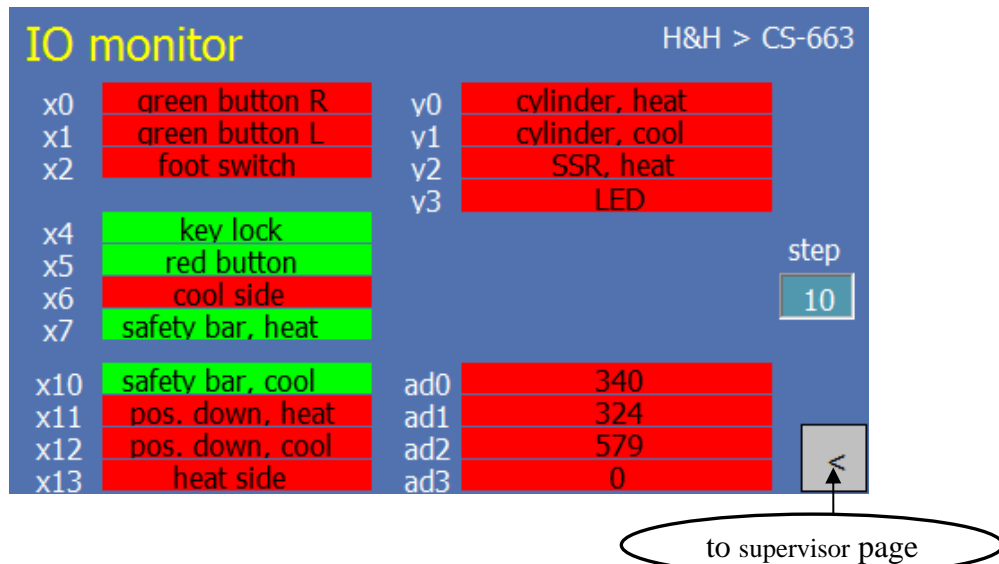 IO monitor
H&H > CS-663
x0 green button R
x1 green button L
x2 foot switch
x4 key lock
x5 red button
x6 cool side
x7 safety bar, heat
x10 safety bar, cool
x11 pos. down, heat
x12 pos. down, cool
x13 heat side
y0 cylinder, heat
y1 cylinder, cool
y2 SSR, heat
y3 LED
step
10
ad0 340
ad1 324
ad2 579
ad3 0
<
to supervisor page